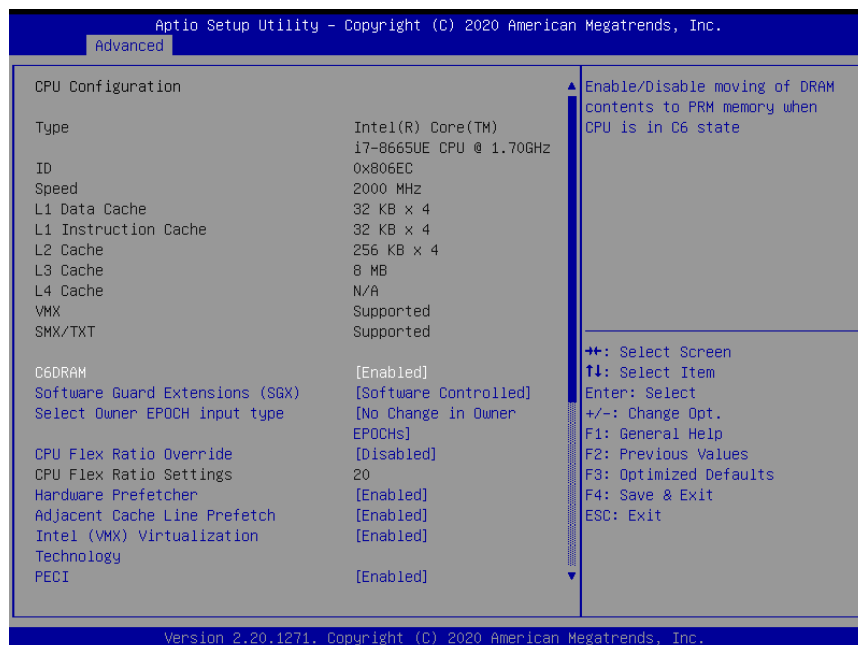 Aptio Setup Utility – Copyright (C) 2020 American Megatrends, Inc.
Advanced
CPU Configuration
Type Intel(R) Core(TM)
i7-8665UE CPU @ 1.70GHz
ID 0x806EC
Speed 2000 MHz
L1 Data Cache 32 KB x 4
L1 Instruction Cache 32 KB x 4
L2 Cache 256 KB x 4
L3 Cache 8 MB
L4 Cache N/A
VMX Supported
SMX/TXT Supported
C6DRAM [Enabled]
Software Guard Extensions (SGX) [Software Controlled]
Select Owner EPOCH input type [No Change in Owner
EPOCHs]
CPU Flex Ratio Override [Disabled]
CPU Flex Ratio Settings 20
Hardware Prefetcher [Enabled]
Adjacent Cache Line Prefetch [Enabled]
Intel (VMX) Virtualization [Enabled]
Technology
PECI [Enabled]
Enable/Disable moving of DRAM
contents to PRM memory when
CPU is in C6 state
→←: Select Screen
↑↓: Select Item
Enter: Select
+/-: Change Opt.
F1: General Help
F2: Previous Values
F3: Optimized Defaults
F4: Save & Exit
ESC: Exit
Version 2.20.1271. Copyright (C) 2020 American Megatrends, Inc.